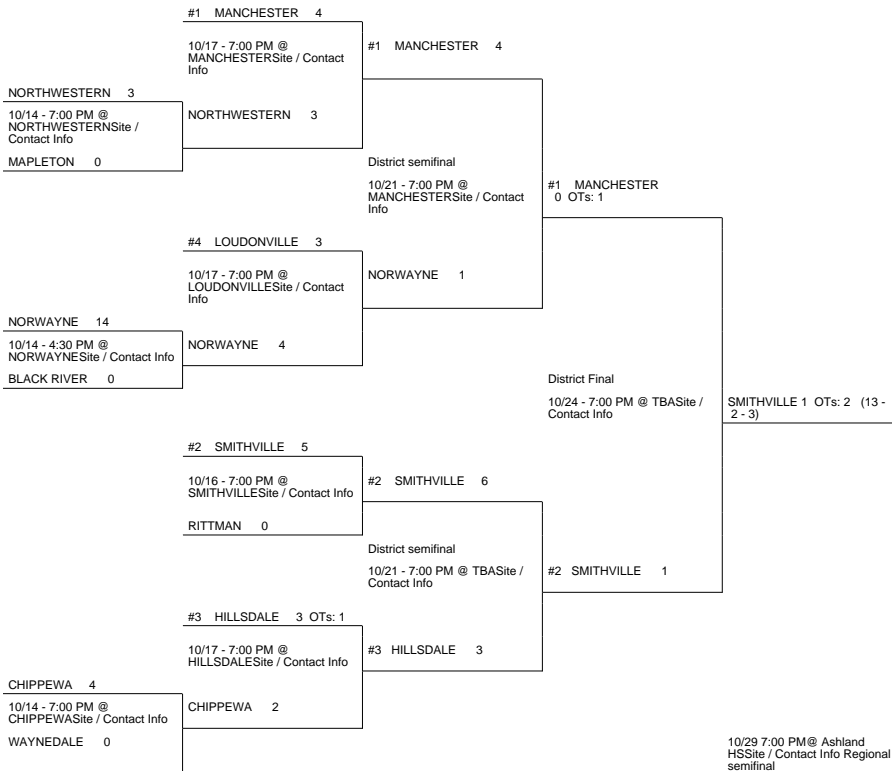 #1 MANCHESTER 4
10/17 - 7:00 PM @
MANCHESTERSite / Contact
Info
#1 MANCHESTER 4
NORTHWESTERN 3
10/14 - 7:00 PM @
NORTHWESTERNSite /
Contact Info
MAPLETON 0
NORTHWESTERN 3
District semifinal
10/21 - 7:00 PM @
MANCHESTERSite / Contact
Info
#1 MANCHESTER
0 OTs: 1
#4 LOUDONVILLE 3
10/17 - 7:00 PM @
LOUDONVILLESite / Contact
Info
NORWAYNE 1
NORWAYNE 14
10/14 - 4:30 PM @
NORWAYNESite / Contact Info
BLACK RIVER 0
NORWAYNE 4
District Final
10/24 - 7:00 PM @ TBASite /
Contact Info
SMITHVILLE 1 OTs: 2 (13 -
2 - 3)
#2 SMITHVILLE 5
10/16 - 7:00 PM @
SMITHVILLESite / Contact Info
RITTMAN 0
#2 SMITHVILLE 6
District semifinal
10/21 - 7:00 PM @ TBASite /
Contact Info
#2 SMITHVILLE 1
#3 HILLSDALE 3 OTs: 1
10/17 - 7:00 PM @
HILLSDALESite / Contact Info
#3 HILLSDALE 3
CHIPPEWA 4
10/14 - 7:00 PM @
CHIPPEWASite / Contact Info
WAYNEDALE 0
CHIPPEWA 2
10/29 7:00 PM@ Ashland
HSSite / Contact Info Regional
semifinal